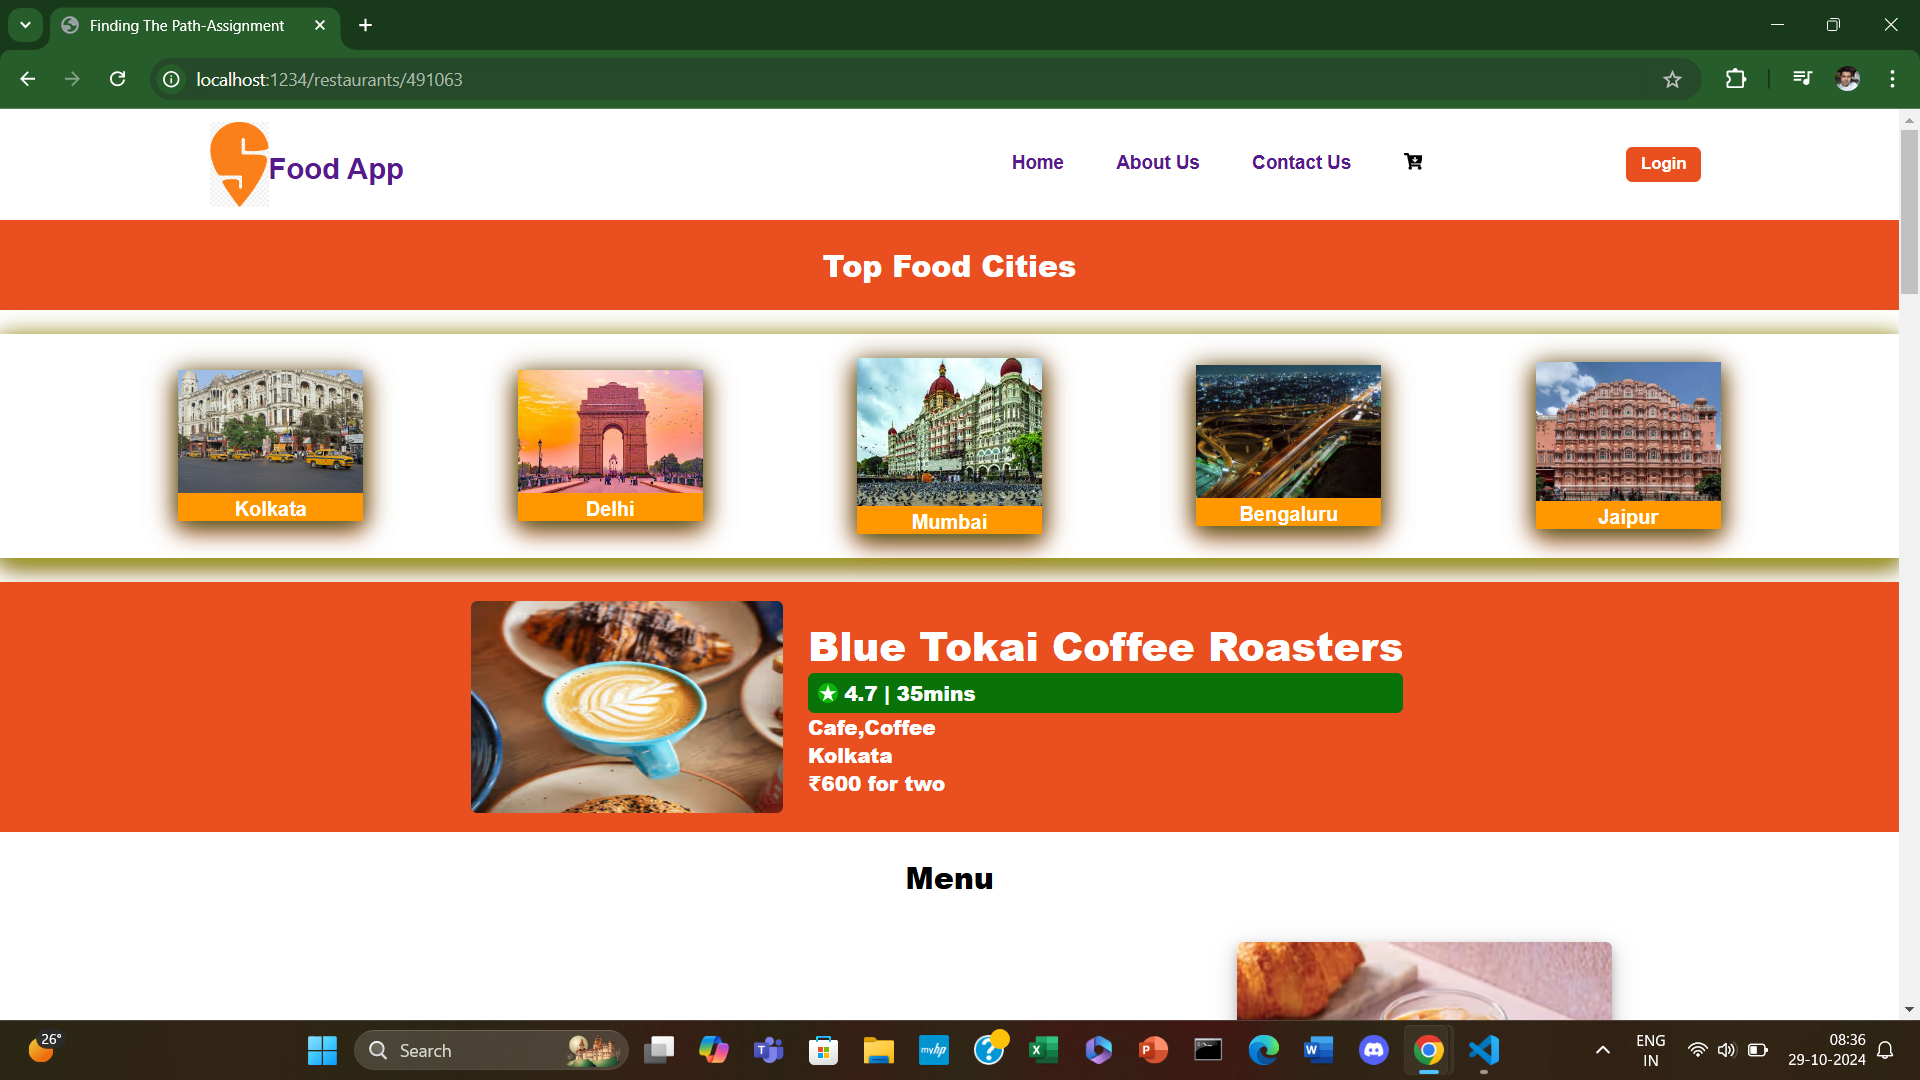 Finding The Path-Assignment
localhost:1234/restaurants/491063
Food App
Home
About Us
Contact Us
Login
Top Food Cities
Kolkata
Delhi
Mumbai
Bengaluru
Jaipur
Blue Tokai Coffee Roasters
4.7 | 35mins
Cafe,Coffee
Kolkata
₹600 for two
Menu
26°
Search
myhp
ENG
IN
08:36
29-10-2024